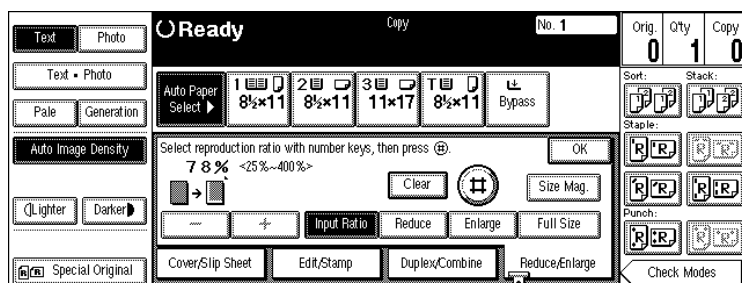 Text Photo
Text • Photo
Pale Generation
Auto Image Density
Lighter Darker
Special Original
Ready
Copy
No. 1
Orig. Q'ty Copy
0 1 0
Auto Paper Select ▶
1 8½×11
2 8½×11
3 11×17
T 8½×11
Bypass
Select reproduction ratio with number keys, then press ⌗.
OK
78% <25%~400%>
Clear
⌗
Size Mag.
− + Input Ratio Reduce Enlarge Full Size
Cover/Slip Sheet Edit/Stamp Duplex/Combine Reduce/Enlarge
Sort: Stack:
Staple:
Punch:
Check Modes